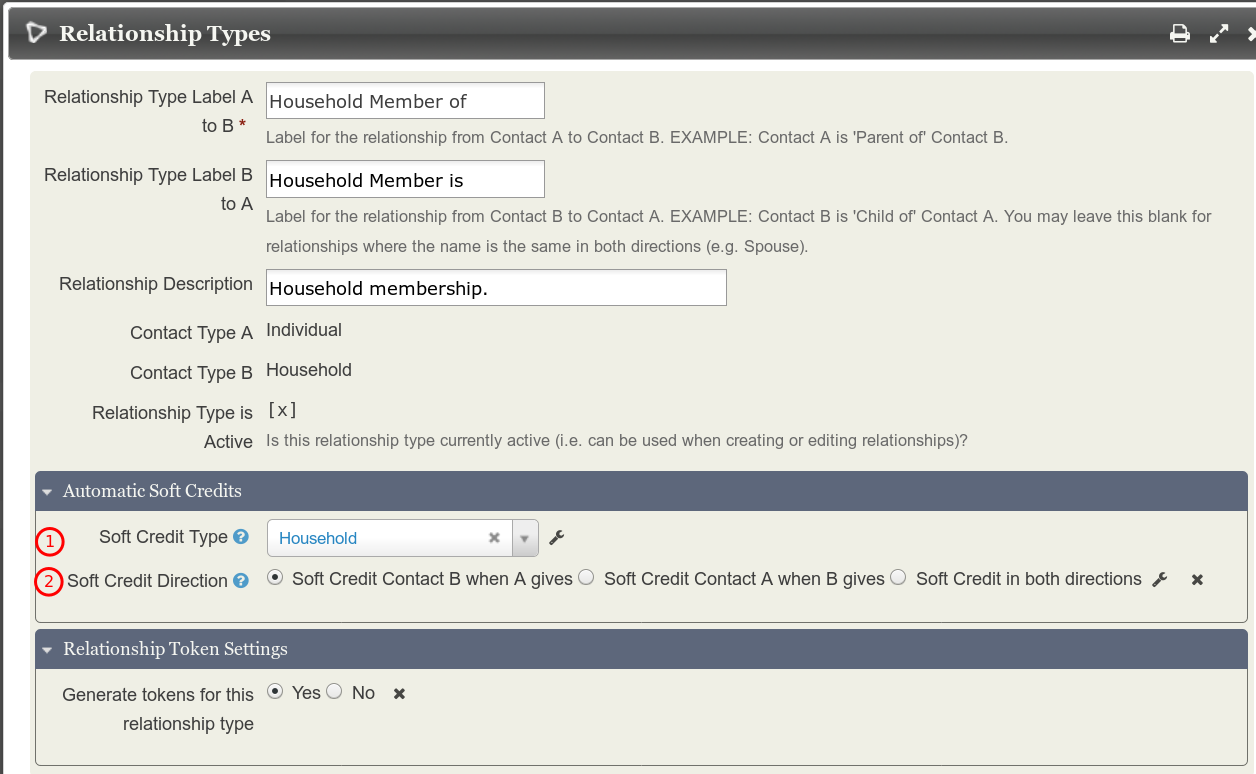 Relationship Types
Relationship Type Label A
to B *
Household Member of
Label for the relationship from Contact A to Contact B. EXAMPLE: Contact A is 'Parent of' Contact B.
Relationship Type Label B
to A
Household Member is
Label for the relationship from Contact B to Contact A. EXAMPLE: Contact B is 'Child of' Contact A. You may leave this blank for
relationships where the name is the same in both directions (e.g. Spouse).
Relationship Description
Household membership.
Contact Type A Individual
Contact Type B Household
Relationship Type is
Active
[x]
Is this relationship type currently active (i.e. can be used when creating or editing relationships)?
Automatic Soft Credits
1 Soft Credit Type ? Household
2 Soft Credit Direction ? Soft Credit Contact B when A gives Soft Credit Contact A when B gives Soft Credit in both directions
Relationship Token Settings
Generate tokens for this
relationship type
Yes No